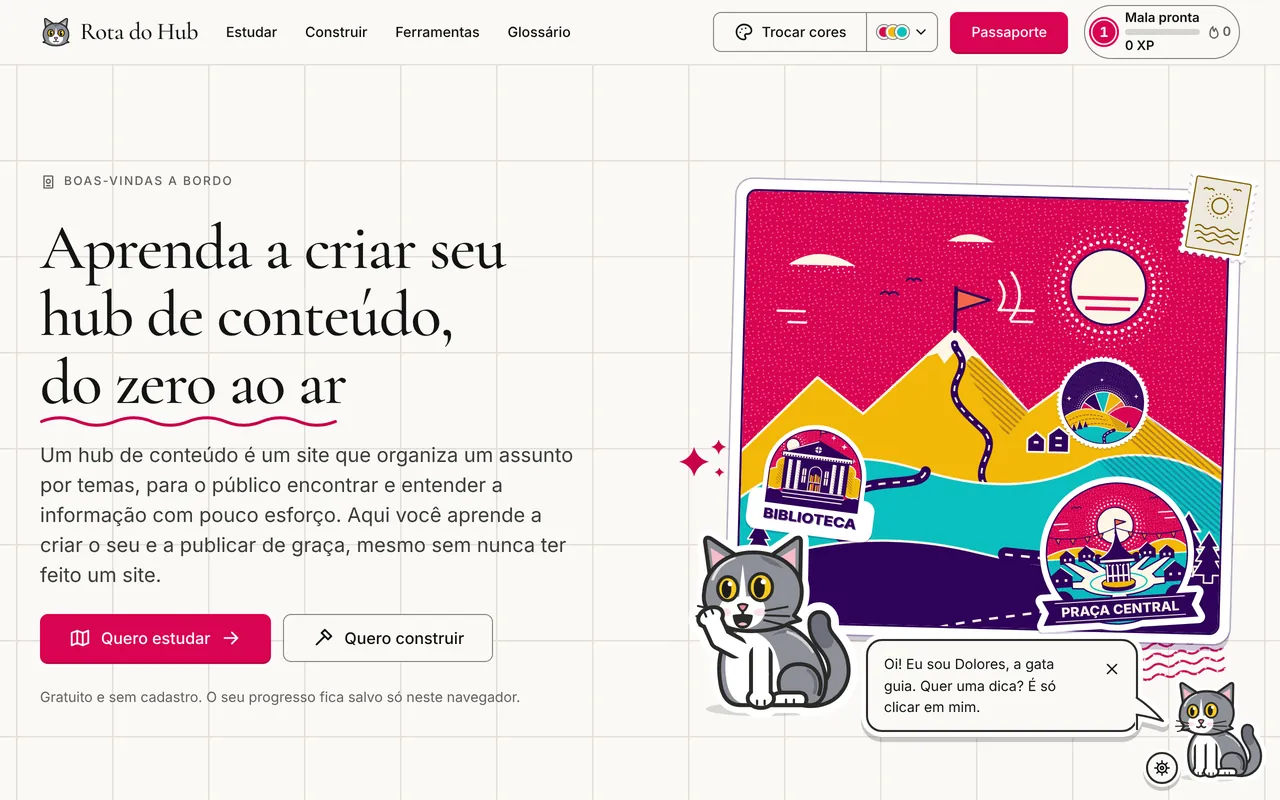 Rota do Hub
Estudar
Construir
Ferramentas
Glossário
Trocar cores
Passaporte
1
Mala pronta
0 XP
0
BOAS-VINDAS A BORDO
Aprenda a criar seu
hub de conteúdo,
do zero ao ar
Um hub de conteúdo é um site que organiza um assunto
por temas, para o público encontrar e entender a
informação com pouco esforço. Aqui você aprende a
criar o seu e a publicar de graça, mesmo sem nunca ter
feito um site.
Quero estudar
Quero construir
Gratuito e sem cadastro. O seu progresso fica salvo só neste navegador.
BIBLIOTECA
PRAÇA CENTRAL
Oi! Eu sou Dolores, a gata
guia. Quer uma dica? É só
clicar em mim.